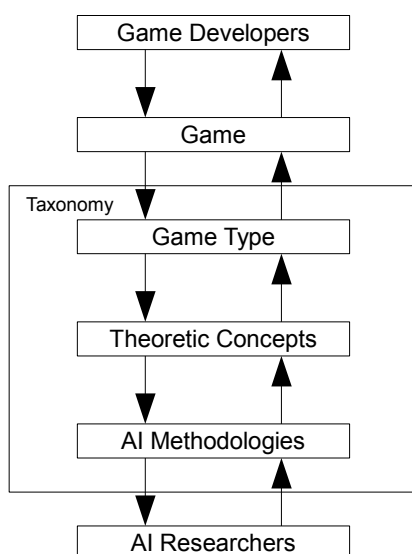 Game Developers
Game
Taxonomy
Game Type
Theoretic Concepts
AI Methodologies
AI Researchers